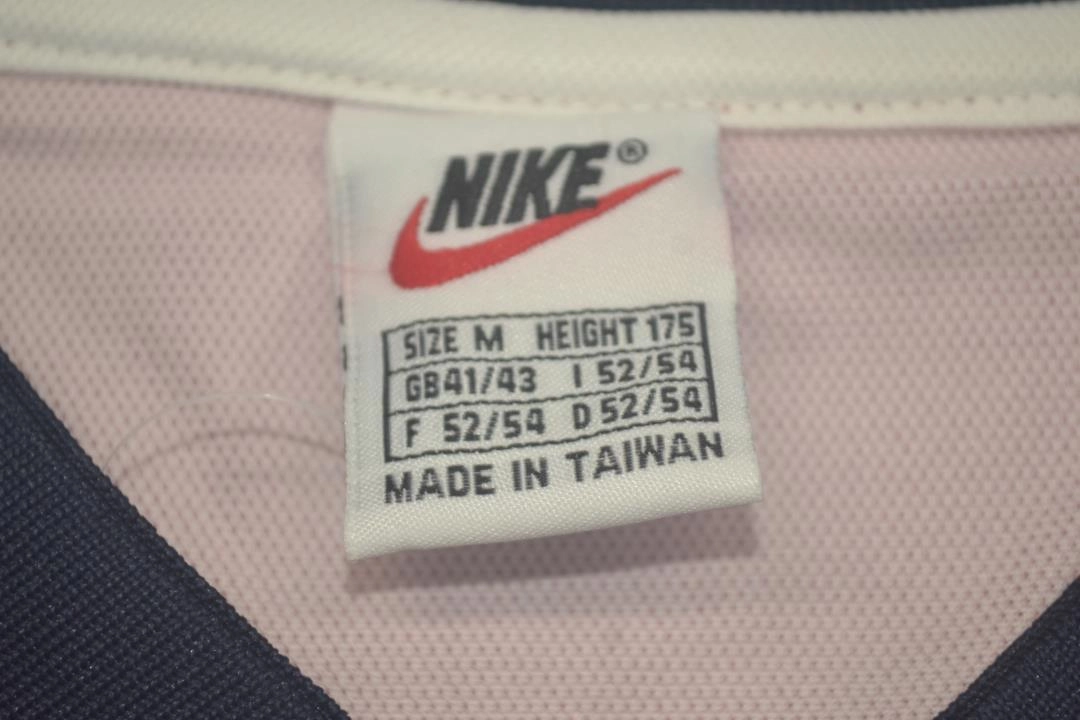 NIKE®
SIZE M HEIGHT 175
GB41/43 I 52/54
F 52/54 D 52/54
MADE IN TAIWAN